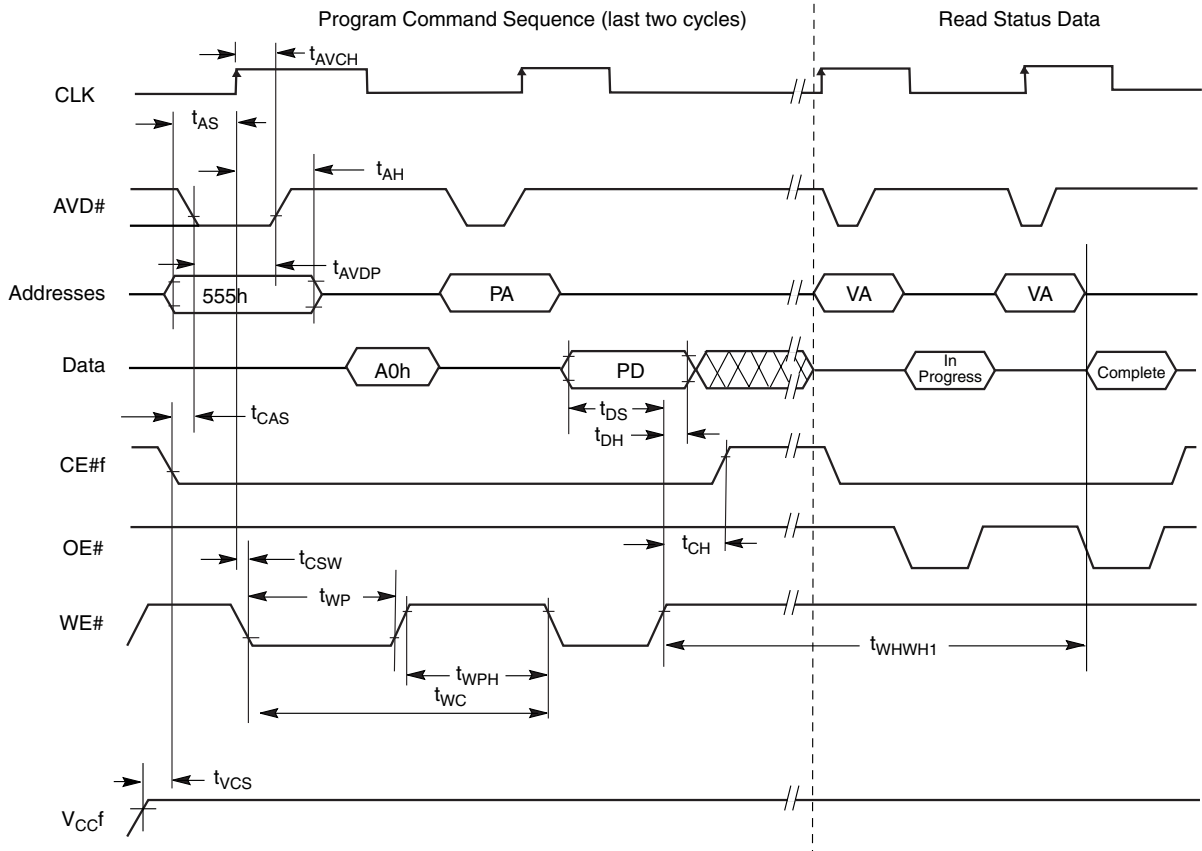 Program Command Sequence (last two cycles)
Read Status Data
tAVCH
CLK
tAS
tAH
AVD#
tAVDP
Addresses
555h
PA
VA
VA
Data
A0h
PD
In
Progress
Complete
tCAS
tDS
tDH
CE#f
OE#
tCH
tCSW
tWP
WE#
tWHWH1
tWPH
tWC
tVCS
VCCf